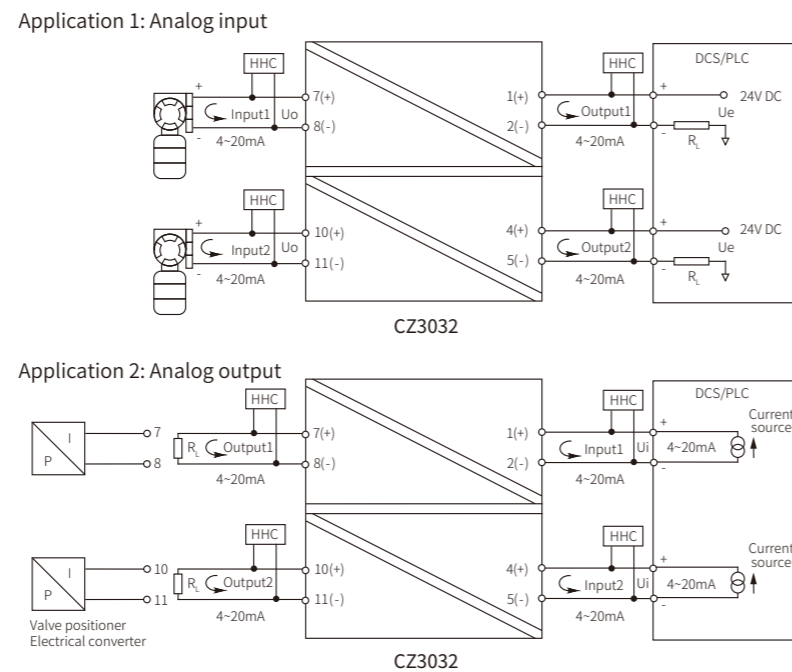 Application 1: Analog input
HHC
HHC
DCS/PLC
+
7(+)
1(+)
+
24V DC
Input1
Uo
Output1
Ue
8(-)
2(-)
-
4~20mA
4~20mA
-
RL
HHC
HHC
+
10(+)
4(+)
+
24V DC
Input2
Uo
Output2
Ue
11(-)
5(-)
-
4~20mA
4~20mA
-
RL
CZ3032
Application 2: Analog output
HHC
HHC
DCS/PLC
Current
source
I
P
7
8
RL
Output1
7(+)
8(-)
4~20mA
1(+)
2(-)
Input1
Ui
4~20mA
+
4~20mA
-
HHC
HHC
Current
source
I
P
10
11
RL
Output2
10(+)
11(-)
4~20mA
4(+)
5(-)
Input2
Ui
4~20mA
+
4~20mA
-
Valve positioner
Electrical converter
CZ3032